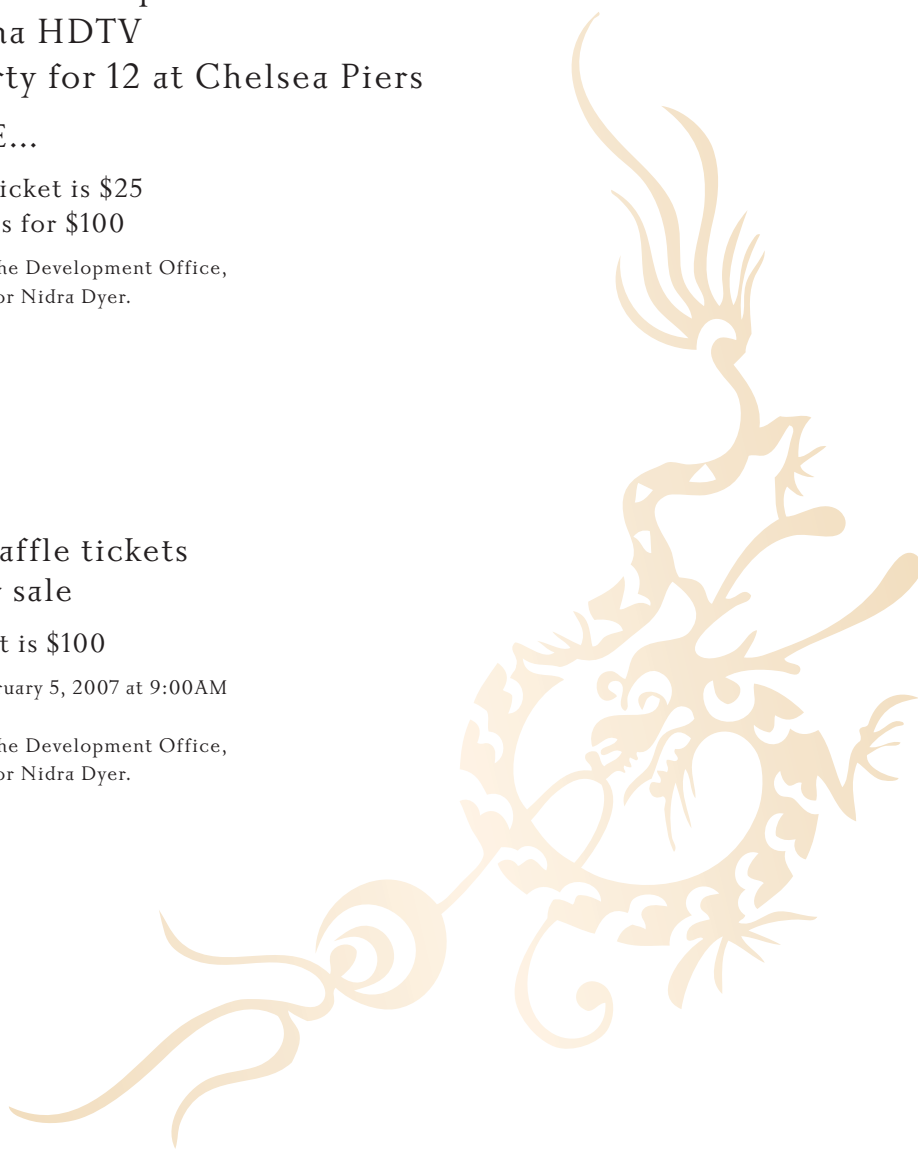 na HDTV
rty for 12 at Chelsea Piers
E...
icket is $25
s for $100
he Development Office,
or Nidra Dyer.
affle tickets
sale
t is $100
ruary 5, 2007 at 9:00AM
he Development Office,
or Nidra Dyer.